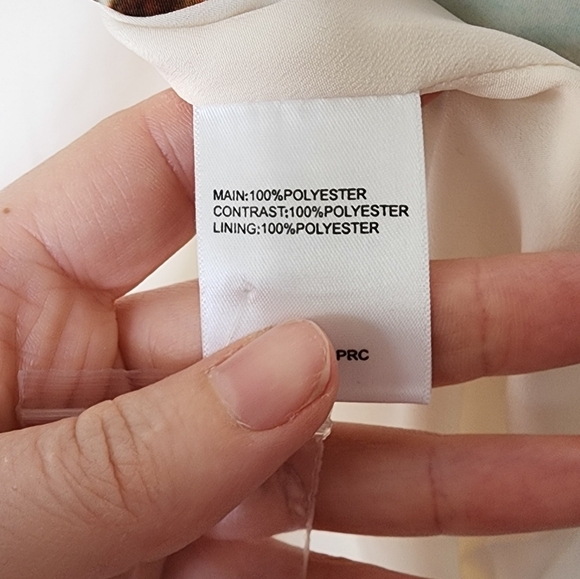 MAIN:100%POLYESTER
CONTRAST:100%POLYESTER
LINING:100%POLYESTER
PRC